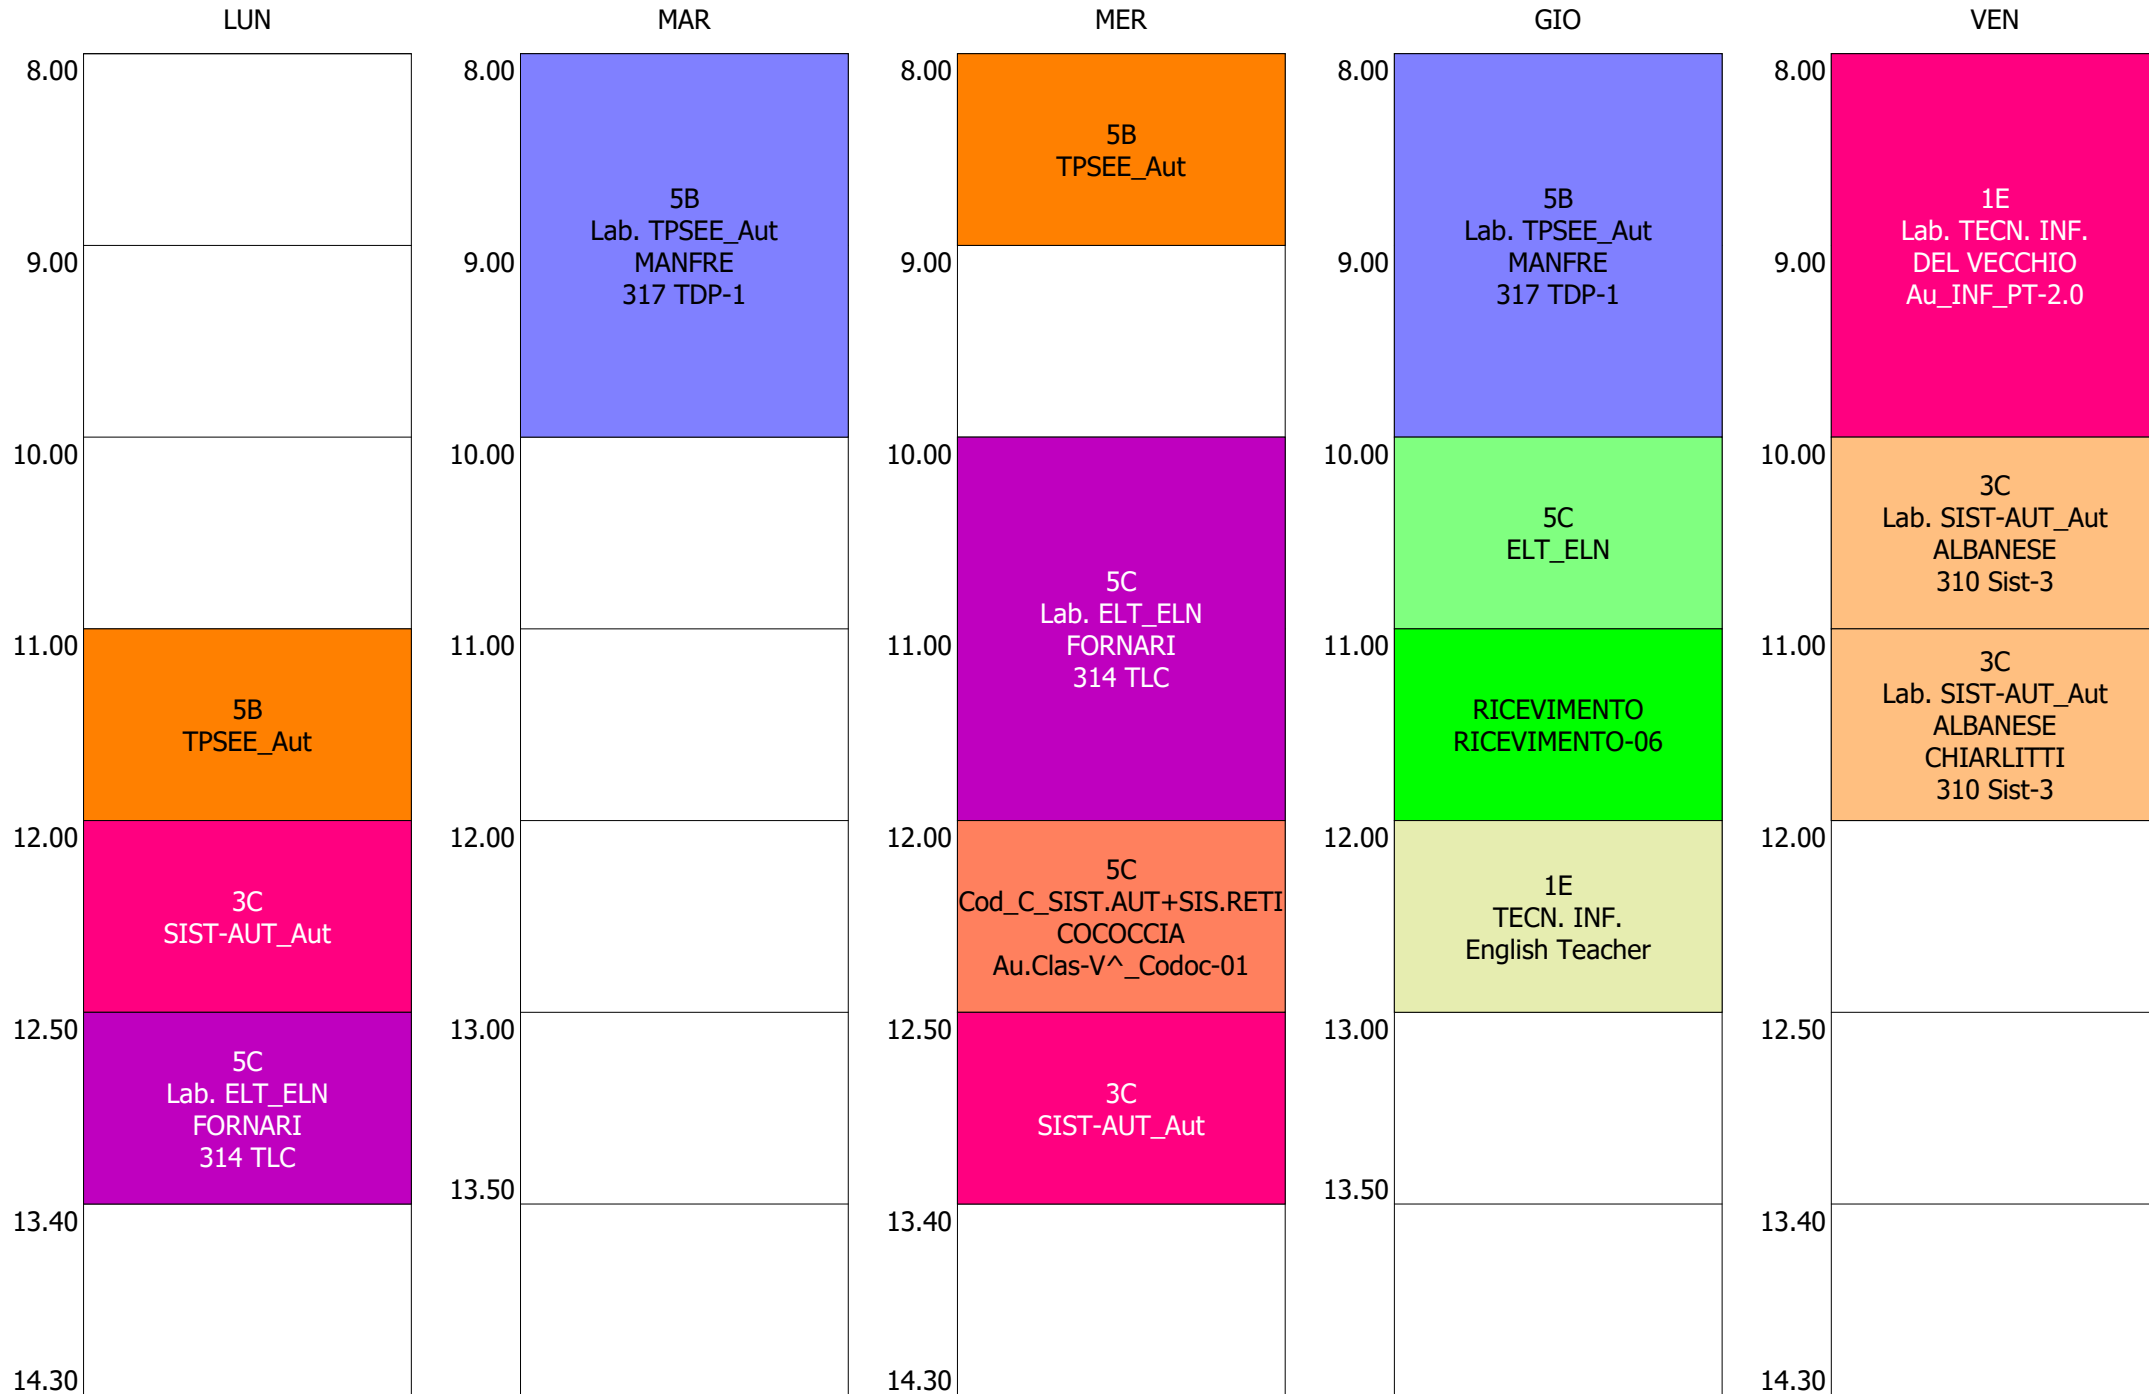 LUN
8.00
9.00
10.00
11.00
5B
TPSEE_Aut
12.00
3C
SIST-AUT_Aut
12.50
5C
Lab. ELT_ELN
FORNARI
314 TLC
13.40
14.30
MAR
8.00
5B
Lab. TPSEE_Aut
MANFRE
317 TDP-1
9.00
10.00
11.00
12.00
13.00
13.50
MER
8.00
5B
TPSEE_Aut
9.00
10.00
5C
Lab. ELT_ELN
FORNARI
314 TLC
11.00
12.00
5C
Cod_C_SIST.AUT+SIS.RETI
COCOCCIA
Au.Clas-V^_Codoc-01
12.50
3C
SIST-AUT_Aut
13.40
14.30
GIO
8.00
5B
Lab. TPSEE_Aut
MANFRE
317 TDP-1
9.00
10.00
5C
ELT_ELN
11.00
RICEVIMENTO
RICEVIMENTO-06
12.00
1E
TECN. INF.
English Teacher
13.00
13.50
VEN
8.00
1E
Lab. TECN. INF.
DEL VECCHIO
Au_INF_PT-2.0
9.00
10.00
3C
Lab. SIST-AUT_Aut
ALBANESE
310 Sist-3
11.00
3C
Lab. SIST-AUT_Aut
ALBANESE
CHIARLITTI
310 Sist-3
12.00
12.50
13.40
14.30